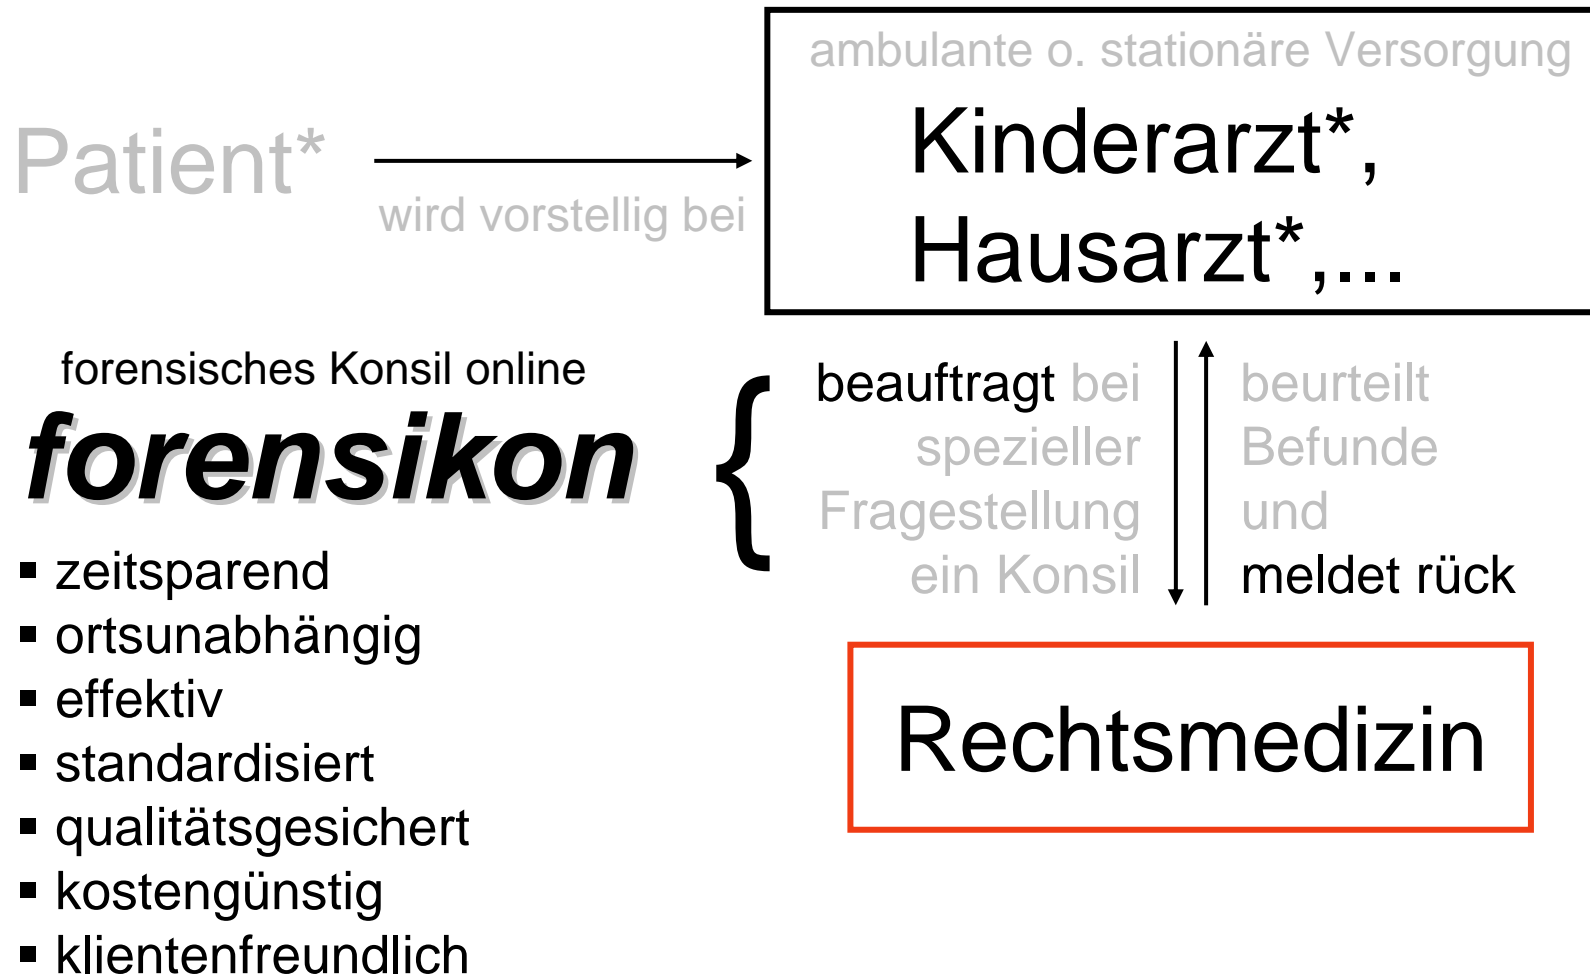 ambulante o. stationäre Versorgung
Patient*
wird vorstellig bei
Kinderarzt*,
Hausarzt*,...
forensisches Konsil online
forensikon
{
beauftragt bei
spezieller
Fragestellung
ein Konsil
beurteilt
Befunde
und
meldet rück
▪ zeitsparend
▪ ortsunabhängig
▪ effektiv
▪ standardisiert
▪ qualitätsgesichert
▪ kostengünstig
▪ klientenfreundlich
Rechtsmedizin